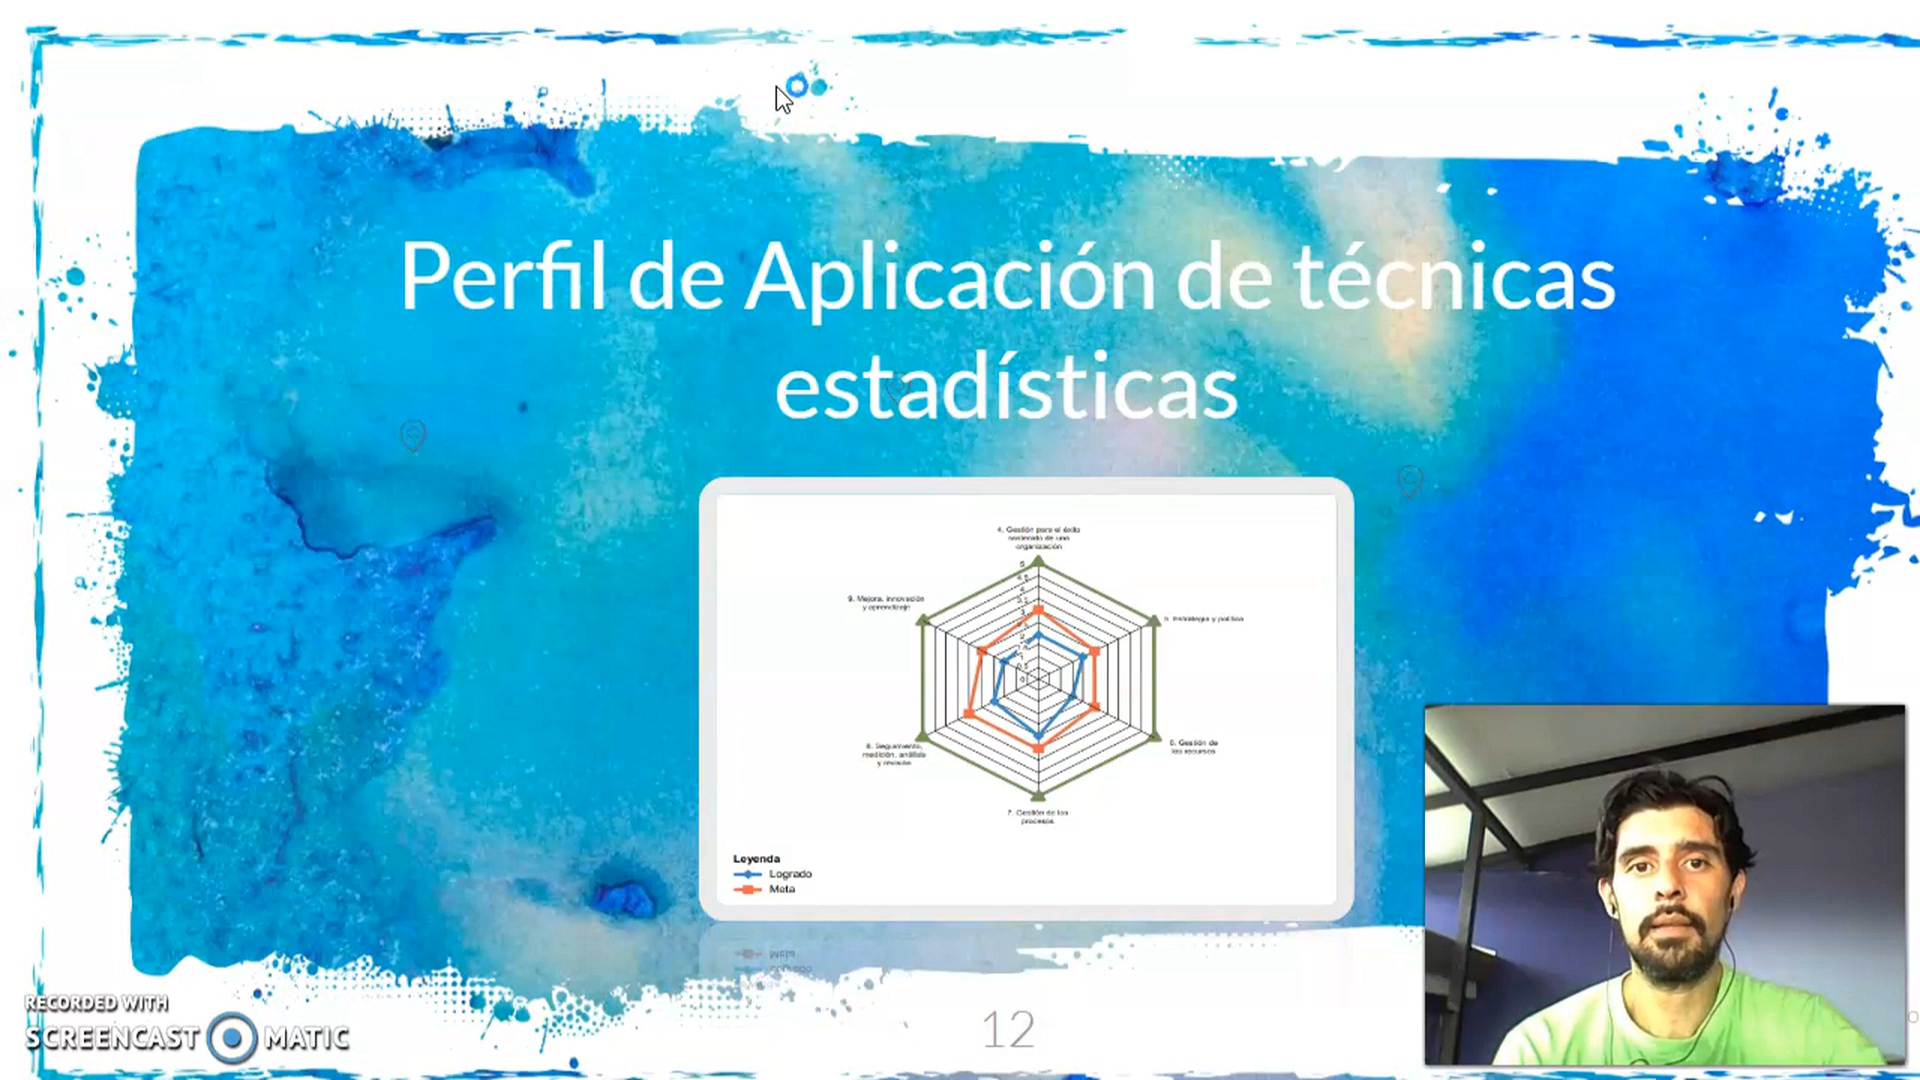 Perfil de Aplicación de técnicas
estadísticas
4. Gestión para el éxito
sostenido de una
organización
9. Mejora, innovación
y aprendizaje
5. Estrategia y política
8. Seguimiento,
medición, análisis
y revisión
6. Gestión de
los recursos
7. Gestión de los
procesos
Leyenda
Logrado
Meta
RECORDED WITH
SCREENCAST MATIC
12